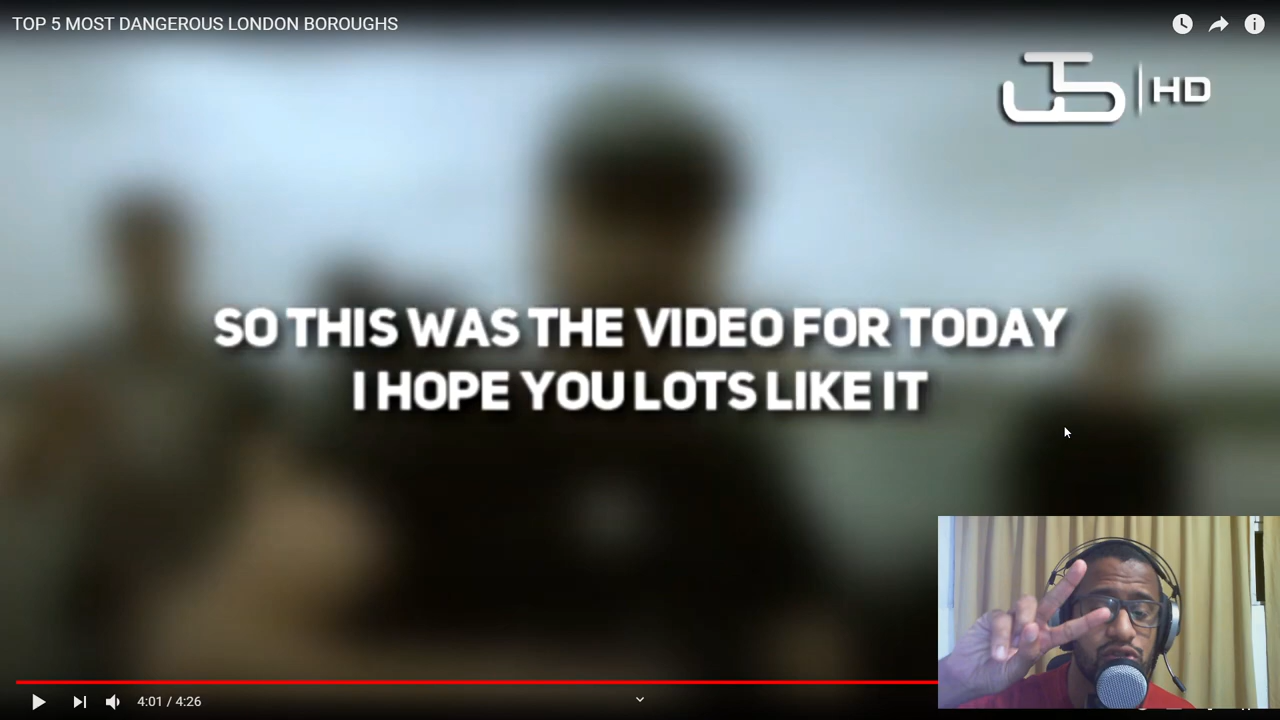 TOP 5 MOST DANGEROUS LONDON BOROUGHS
HD
SO THIS WAS THE VIDEO FOR TODAY
I HOPE YOU LOTS LIKE IT
4:01 / 4:26